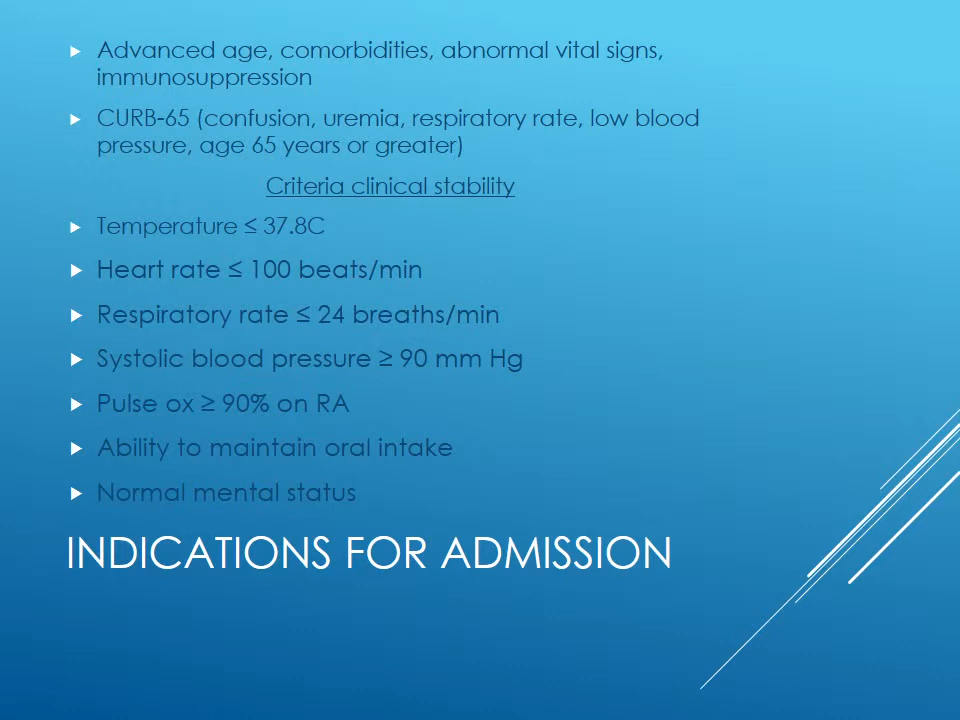 Advanced age, comorbidities, abnormal vital signs,
immunosuppression
CURB-65 (confusion, uremia, respiratory rate, low blood
pressure, age 65 years or greater)
Criteria clinical stability
Temperature ≤ 37.8C
Heart rate ≤ 100 beats/min
Respiratory rate ≤ 24 breaths/min
Systolic blood pressure ≥ 90 mm Hg
Pulse ox ≥ 90% on RA
Ability to maintain oral intake
Normal mental status
INDICATIONS FOR ADMISSION